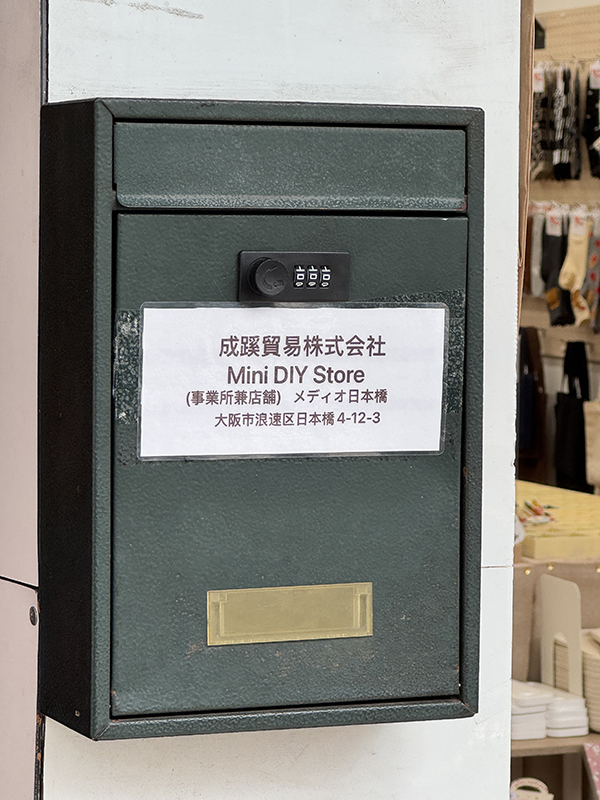 成蹊貿易株式会社
Mini DIY Store
(事業所兼店舗) メディオ日本橋
大阪市浪速区日本橋 4-12-3